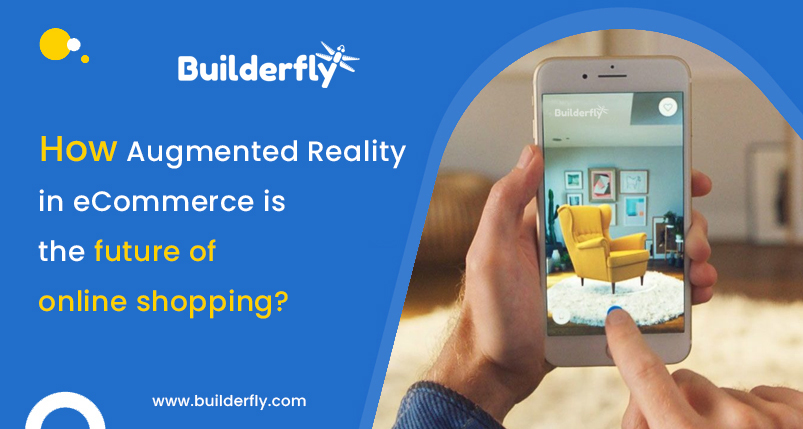 Builderfly
How Augmented Reality
in eCommerce is
the future of
online shopping?
www.builderfly.com
Builderfly